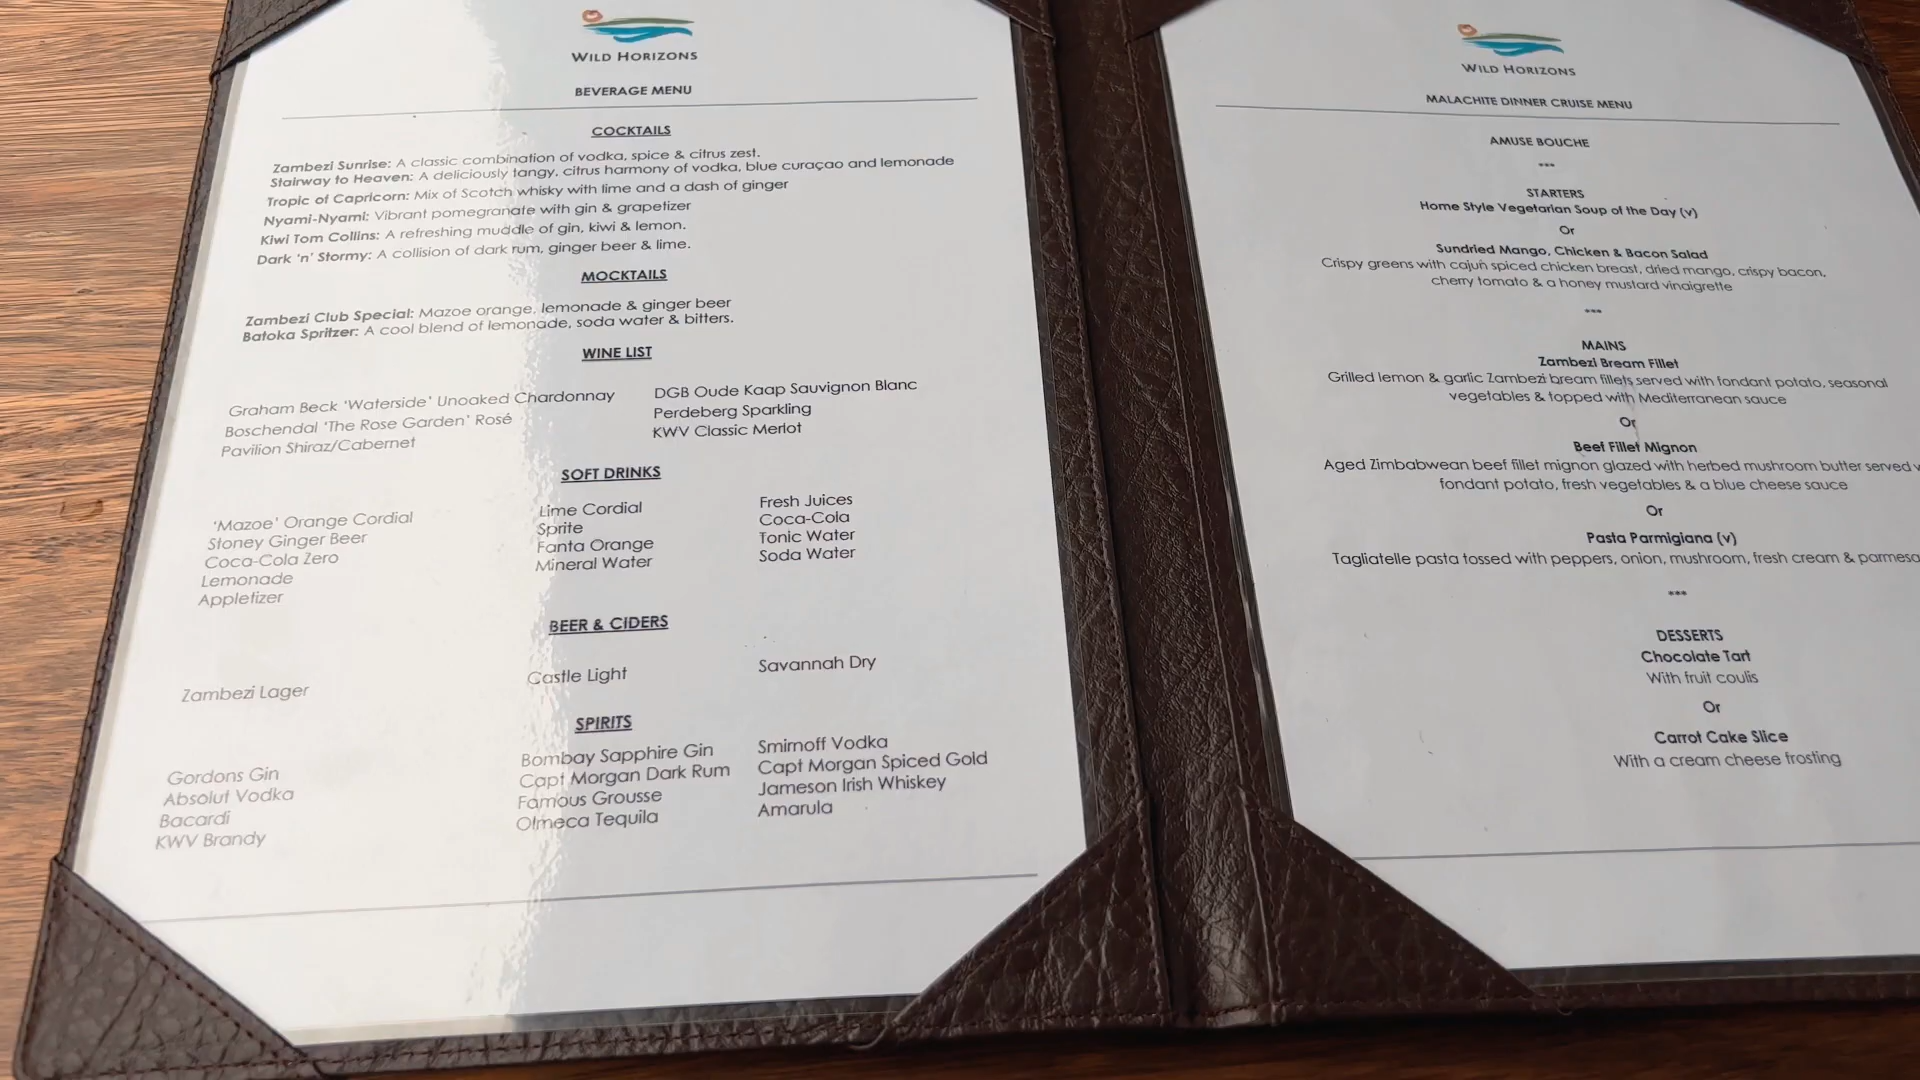 WILD HORIZONS
BEVERAGE MENU
COCKTAILS
Zambezi Sunrise: A classic combination of vodka, spice & citrus zest.
Stairway to Heaven: A deliciously tangy, citrus harmony of vodka, blue curaçao and lemonade
Tropic of Capricorn: Mix of Scotch whisky with lime and a dash of ginger
Nyami-Nyami: Vibrant pomegranate with gin & grapetizer
Kiwi Tom Collins: A refreshing muddle of gin, kiwi & lemon.
Dark 'n' Stormy: A collision of dark rum, ginger beer & lime.
MOCKTAILS
Zambezi Club Special: Mazoe orange, lemonade & ginger beer
Batoka Spritzer: A cool blend of lemonade, soda water & bitters.
WINE LIST
Graham Beck 'Waterside' Unoaked Chardonnay
Boschendal 'The Rose Garden' Rosé
Pavilion Shiraz/Cabernet
DGB Oude Kaap Sauvignon Blanc
Perdeberg Sparkling
KWV Classic Merlot
SOFT DRINKS
'Mazoe' Orange Cordial
Stoney Ginger Beer
Coca-Cola Zero
Lemonade
Appletizer
Lime Cordial
Sprite
Fanta Orange
Mineral Water
Fresh Juices
Coca-Cola
Tonic Water
Soda Water
BEER & CIDERS
Zambezi Lager
Castle Light
Savannah Dry
SPIRITS
Gordons Gin
Absolut Vodka
Bacardi
KWV Brandy
Bombay Sapphire Gin
Capt Morgan Dark Rum
Famous Grousse
Olmeca Tequila
Smirnoff Vodka
Capt Morgan Spiced Gold
Jameson Irish Whiskey
Amarula
WILD HORIZONS
MALACHITE DINNER CRUISE MENU
AMUSE BOUCHE
***
STARTERS
Home Style Vegetarian Soup of the Day (v)
Or
Sundried Mango, Chicken & Bacon Salad
Crispy greens with cajun spiced chicken breast, dried mango, crispy bacon,
cherry tomato & a honey mustard vinaigrette
***
MAINS
Zambezi Bream Fillet
Grilled lemon & garlic Zambezi bream fillets served with fondant potato, seasonal
vegetables & topped with Mediterranean sauce
Or
Beef Fillet Mignon
Aged Zimbabwean beef fillet mignon glazed with herbed mushroom butter served
fondant potato, fresh vegetables & a blue cheese sauce
Or
Pasta Parmigiana (v)
Tagliatelle pasta tossed with peppers, onion, mushroom, fresh cream & parmesa
***
DESSERTS
Chocolate Tart
With fruit coulis
Or
Carrot Cake Slice
With a cream cheese frosting